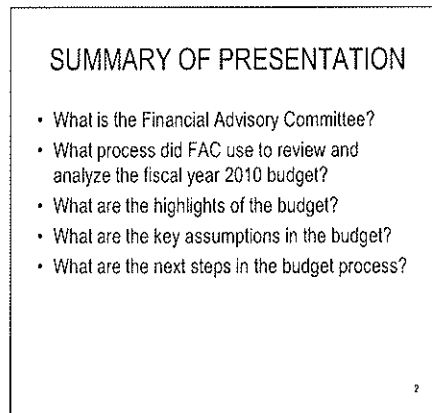 SUMMARY OF PRESENTATION
• What is the Financial Advisory Committee?
• What process did FAC use to review and
analyze the fiscal year 2010 budget?
• What are the highlights of the budget?
• What are the key assumptions in the budget?
• What are the next steps in the budget process?
2